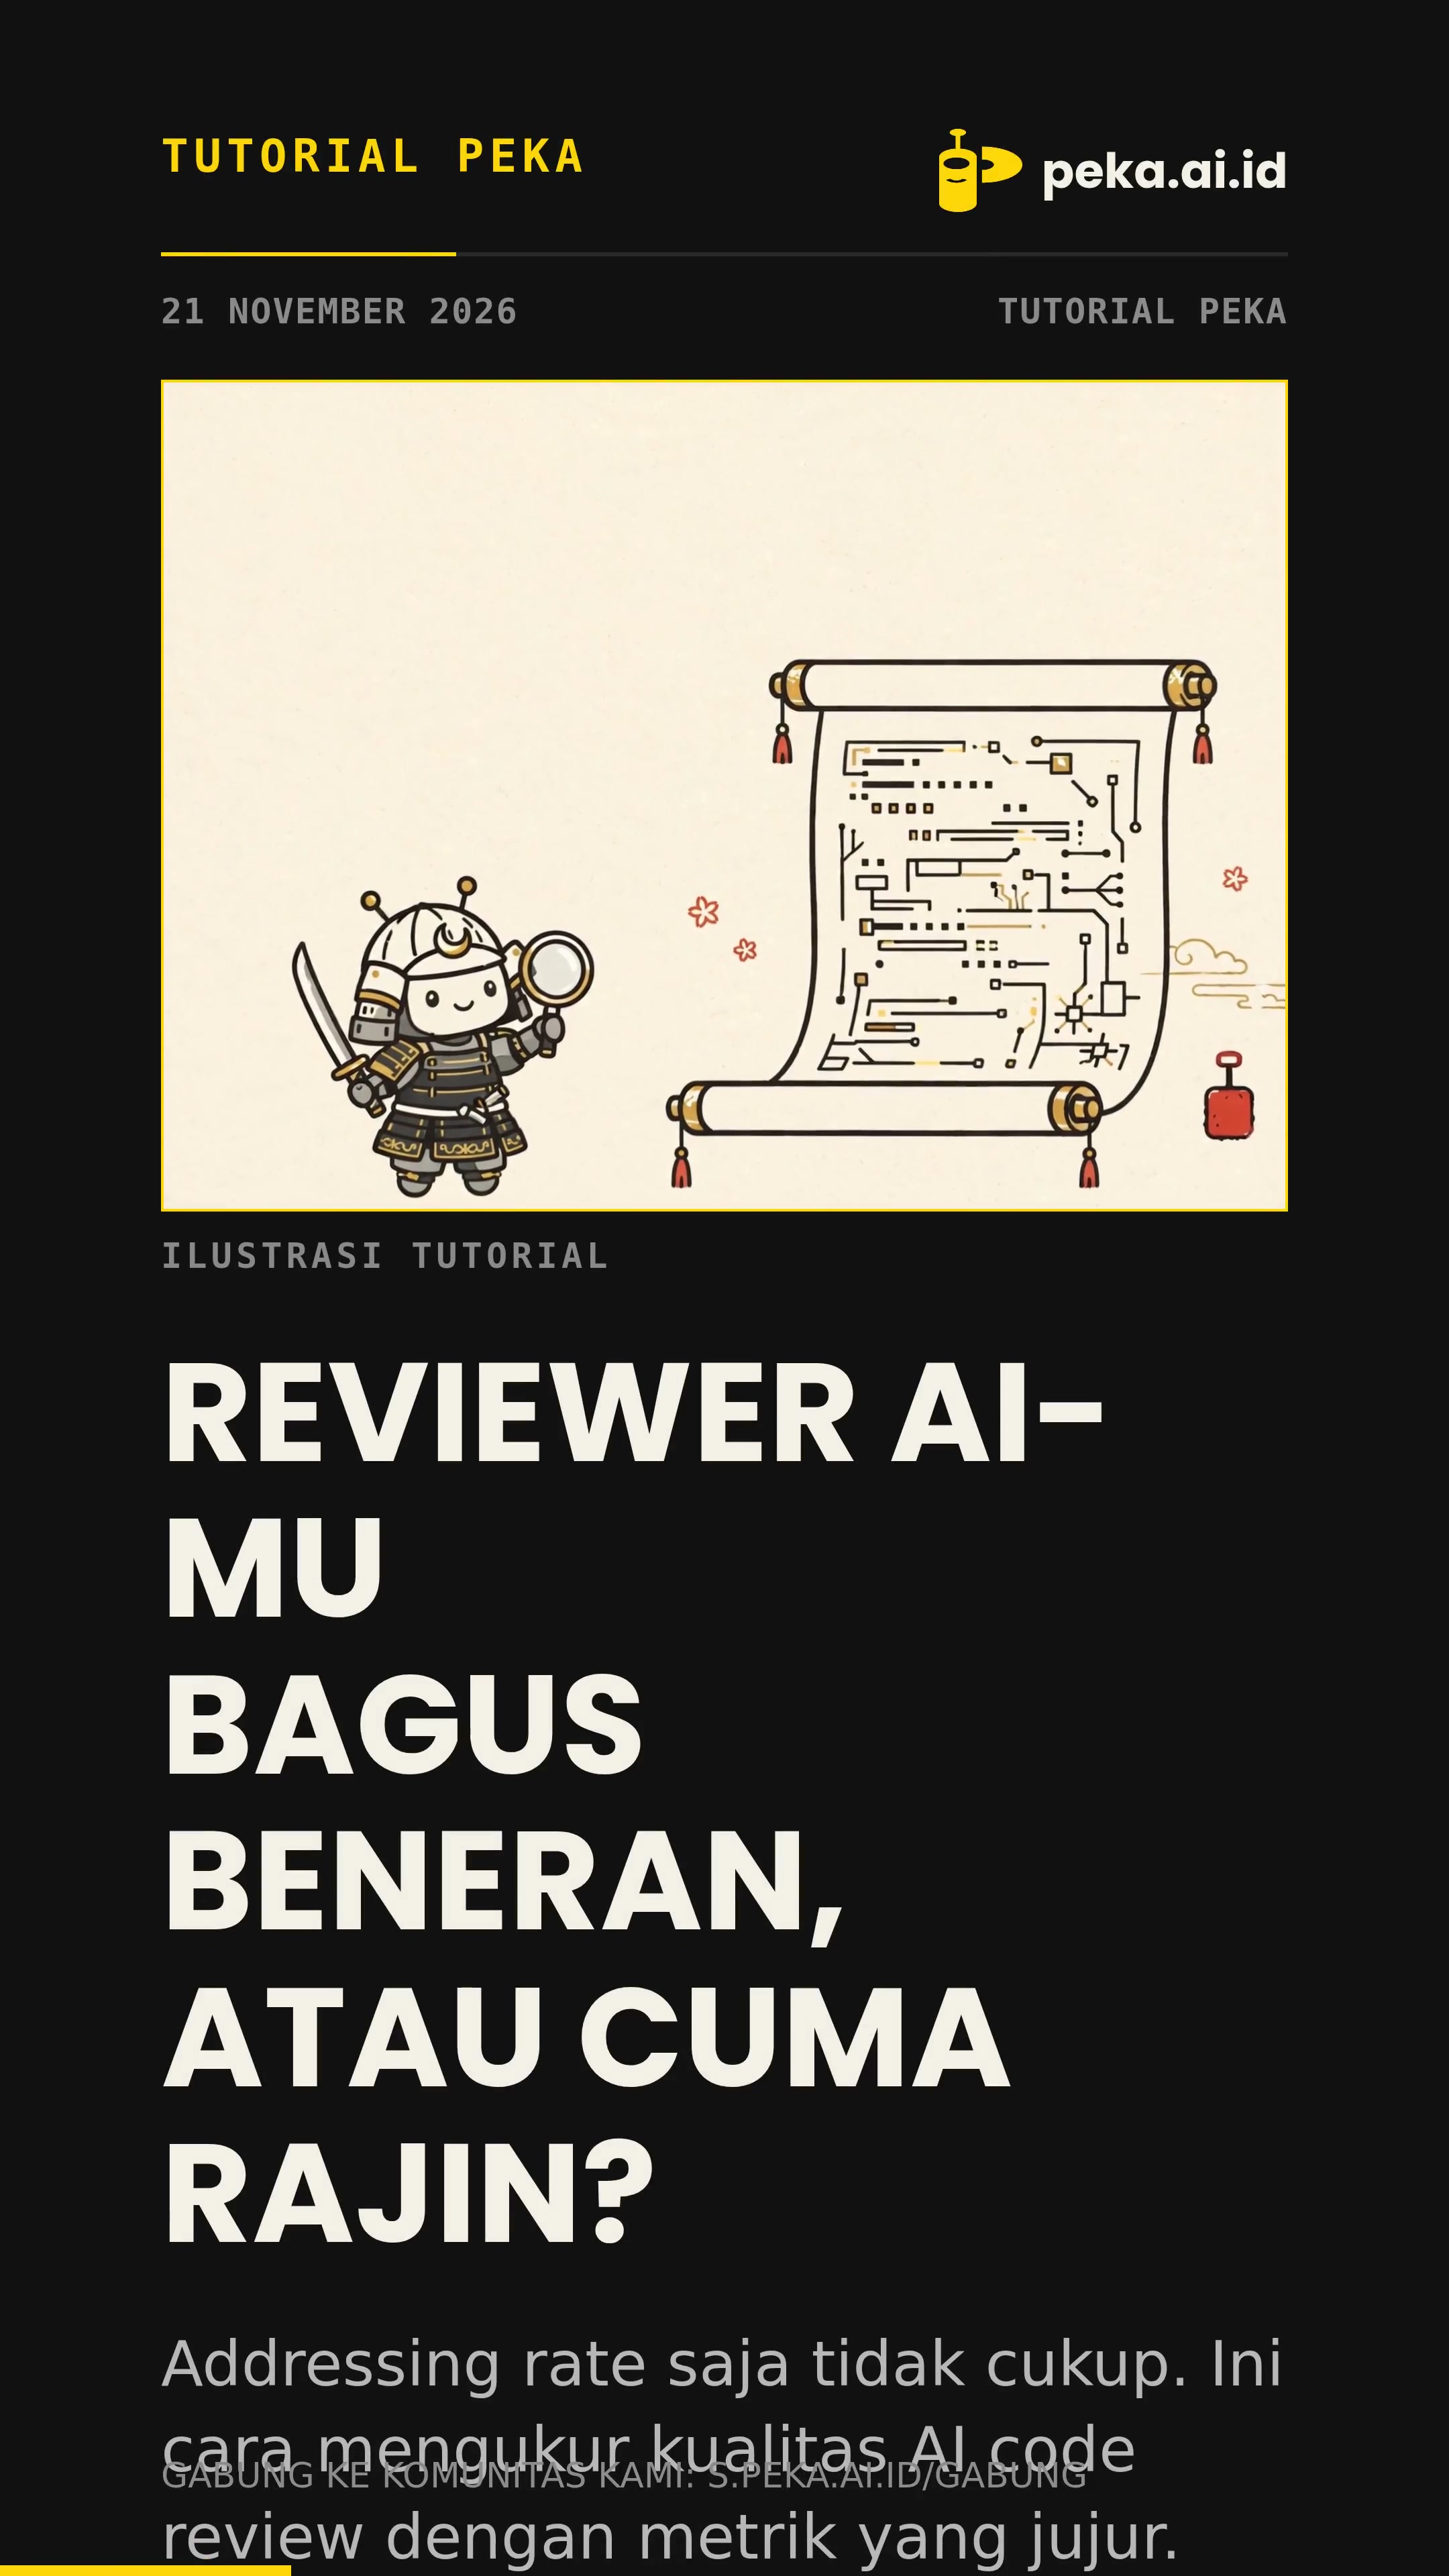 TUTORIAL PEKA
peka.ai.id
21 NOVEMBER 2026
TUTORIAL PEKA
ILUSTRASI TUTORIAL
REVIEWER AI-
MU
BAGUS
BENERAN,
ATAU CUMA
RAJIN?
Addressing rate saja tidak cukup. Ini
cara mengukur kualitas AI code
GABUNG KE KOMUNITAS KAMI: S.PEKA.AI.ID/GABUNG
review dengan metrik yang jujur.